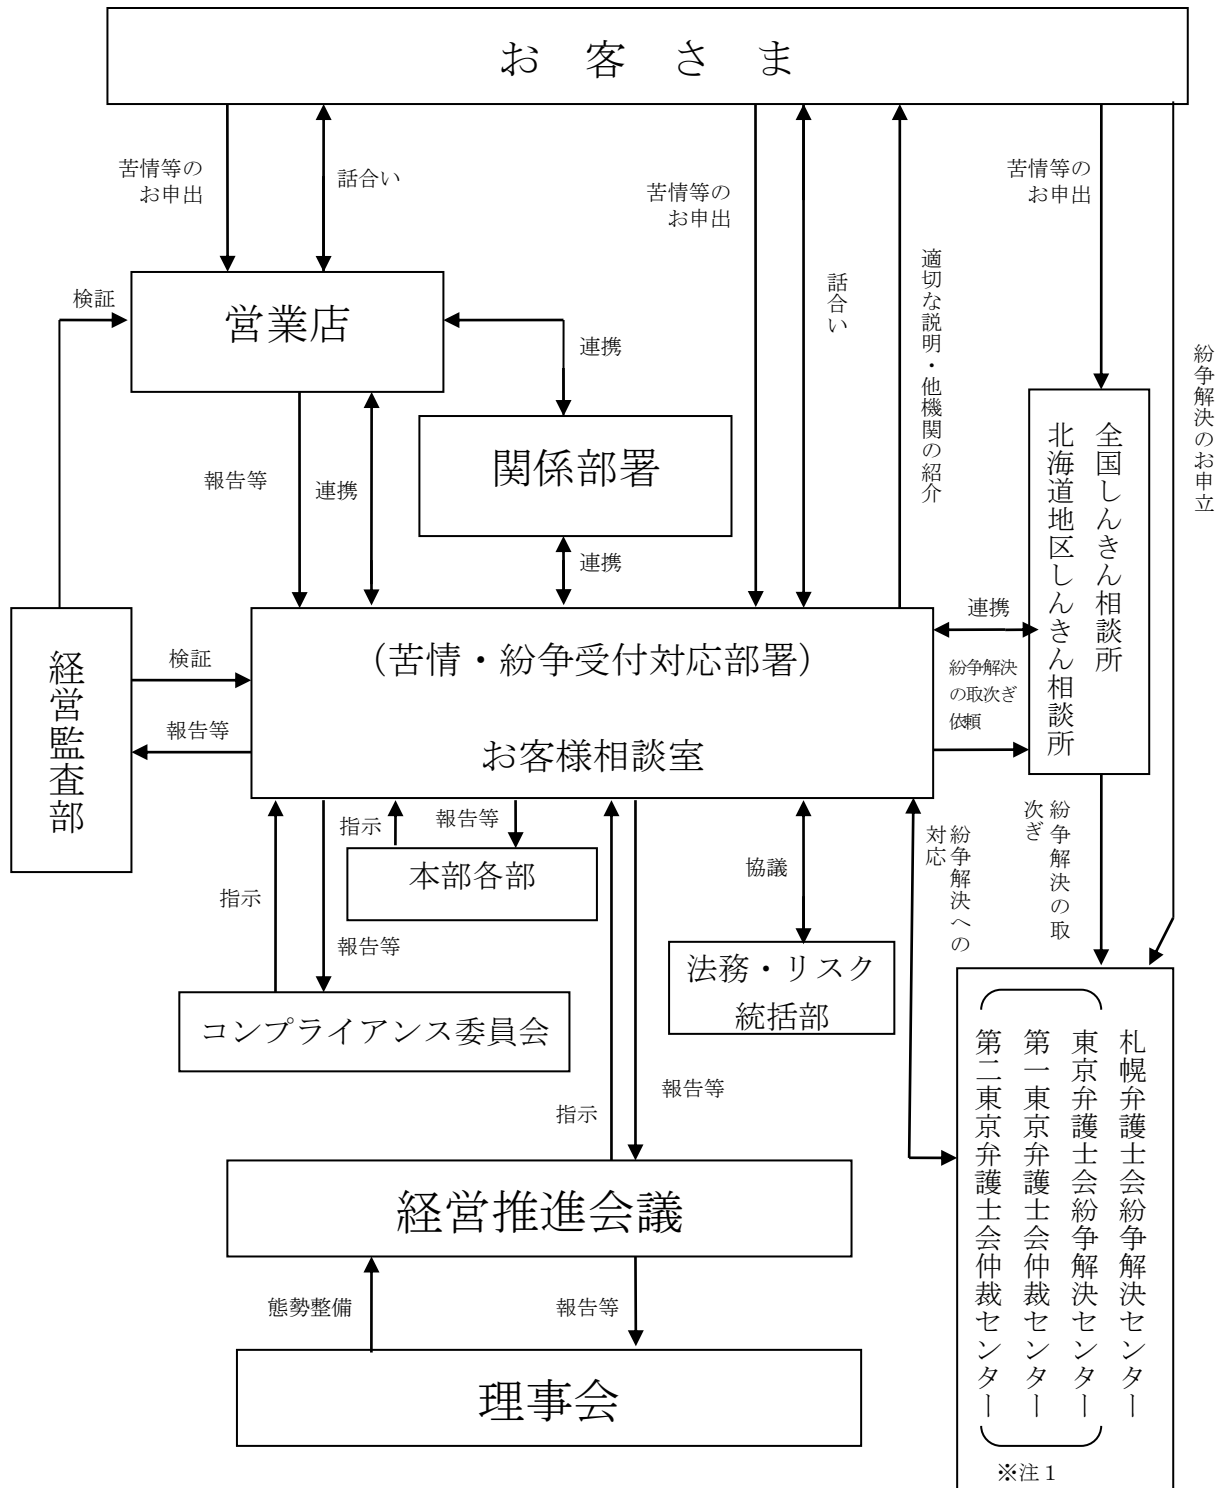 お　客　さ　ま
苦情等の
お申出
話合い
苦情等の
お申出
話合い
適切な説明・他機関の紹介
苦情等の
お申出
紛争解決のお申立
検証
営業店
連携
関係部署
報告等
連携
連携
全国しんきん相談所
北海道地区しんきん相談所
経営監査部
検証
報告等
（苦情・紛争受付対応部署）
お客様相談室
連携
紛争解決
の取次ぎ
依頼
指示
報告等
指示
報告等
本部各部
協議
紛争解決への
対応
紛争解決の取
次ぎ
コンプライアンス委員会
法務・リスク
統括部
指示
報告等
札幌弁護士会紛争解決センター
東京弁護士会紛争解決センター
第一東京弁護士会仲裁センター
第二東京弁護士会仲裁センター
※注１
経営推進会議
態勢整備
報告等
理事会